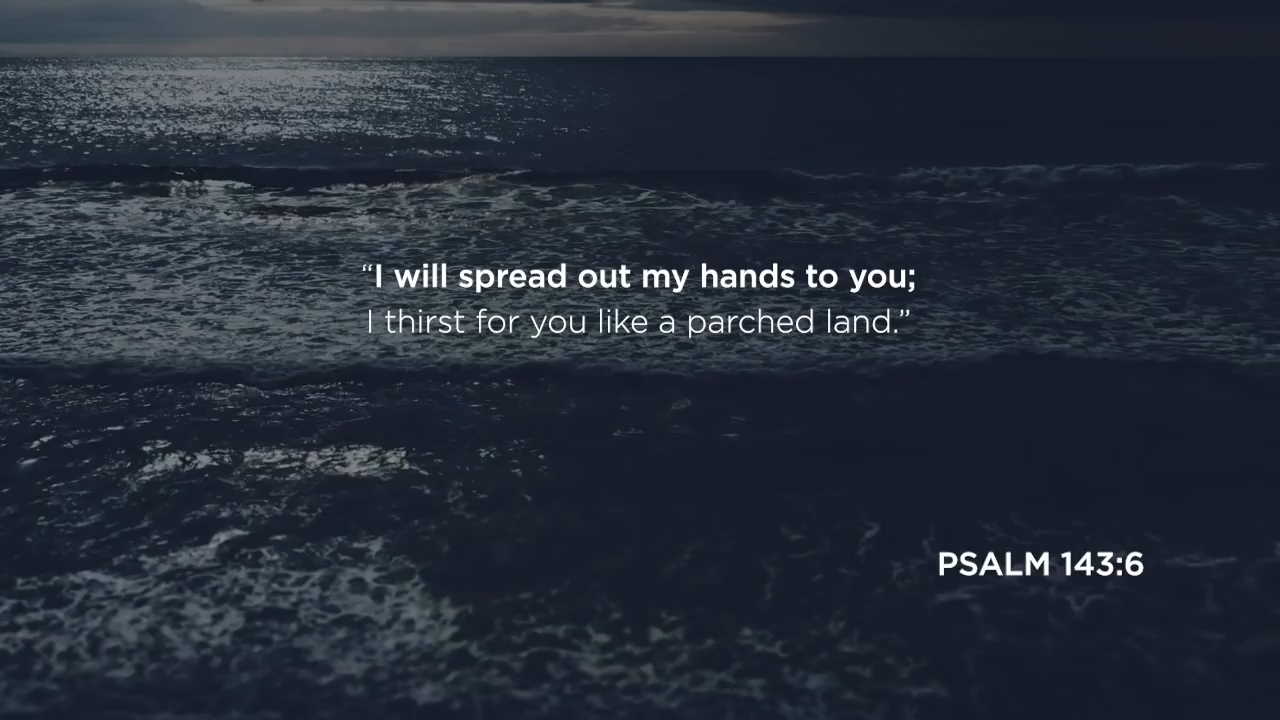 “I will spread out my hands to you;
I thirst for you like a parched land.”
PSALM 143:6